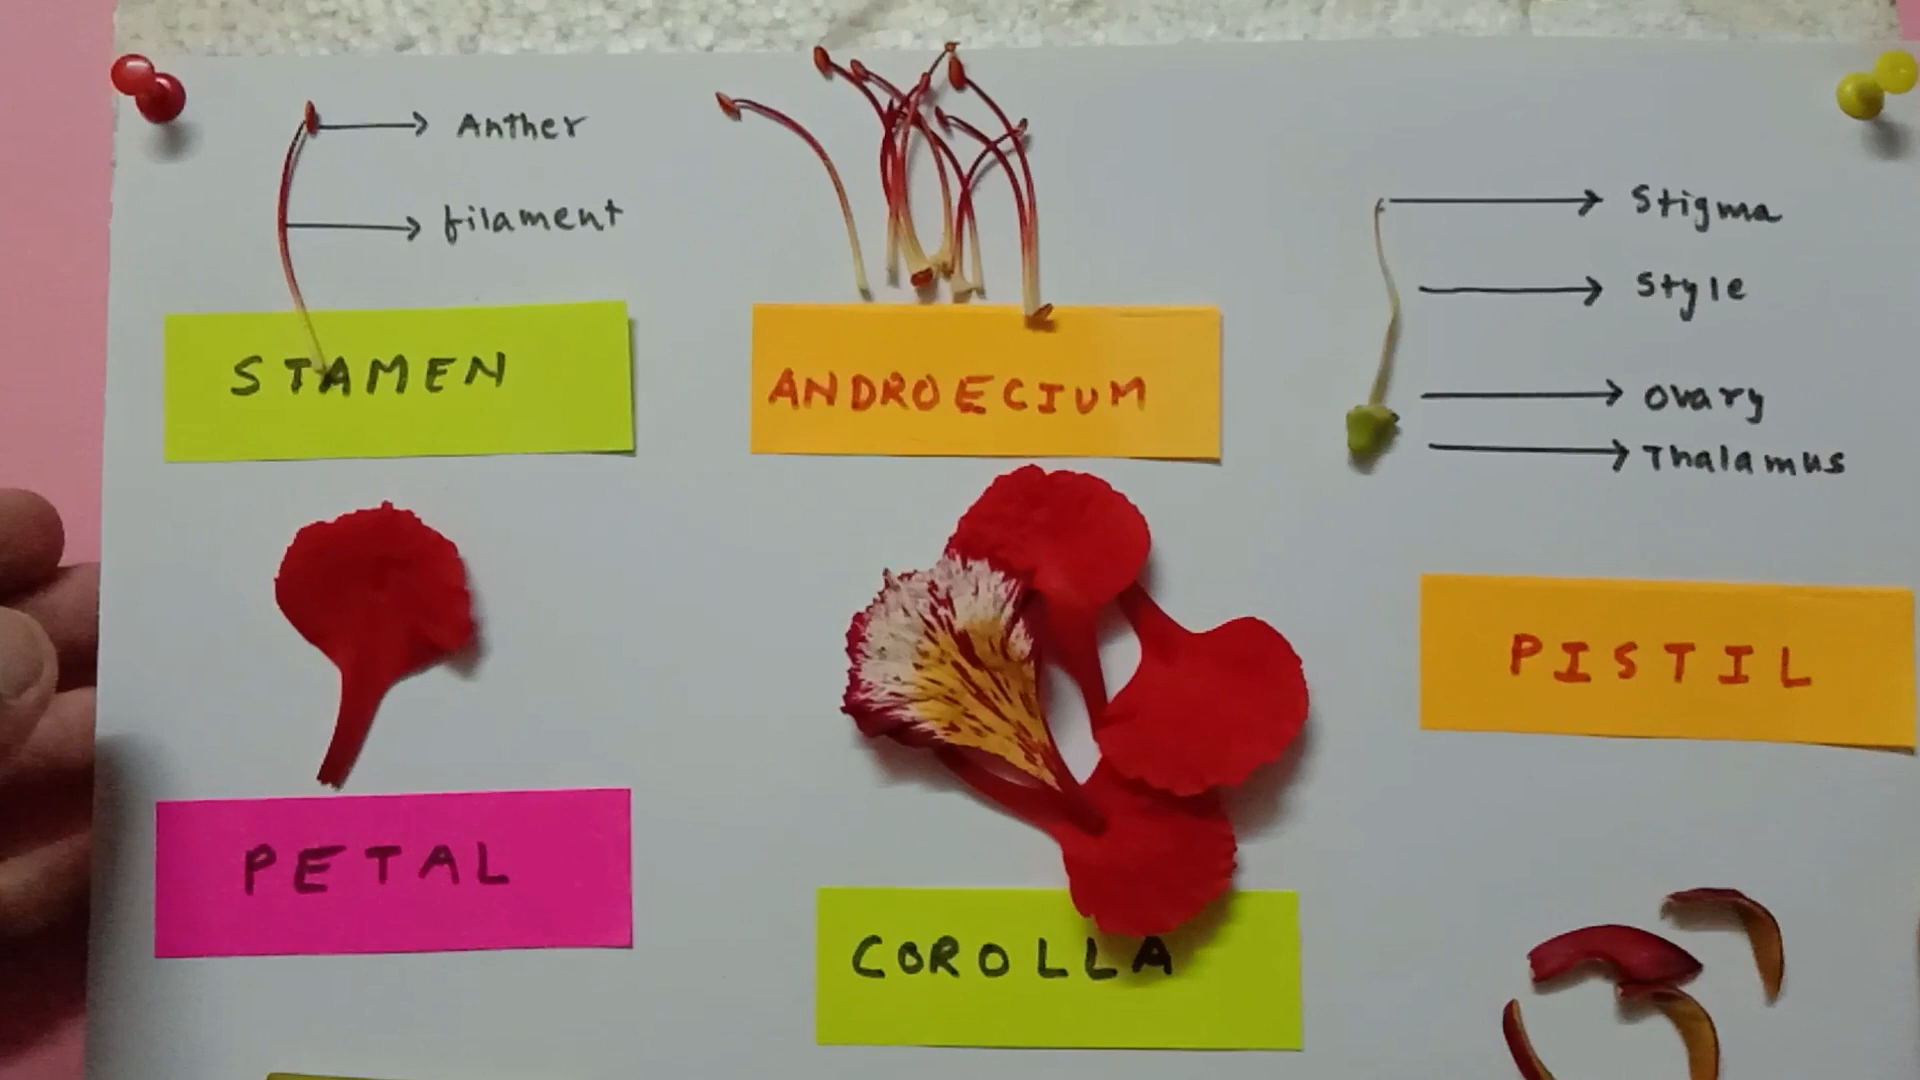 Anther
filament
STAMEN
ANDROECIUM
Stigma
Style
Ovary
Thalamus
PISTIL
PETAL
COROLLA